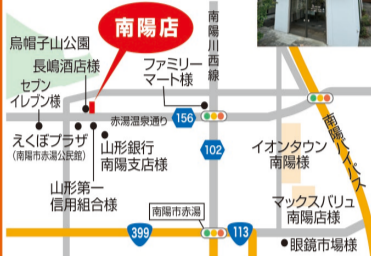 南陽店
烏帽子山公園
長嶋酒店様
セブン
イレブン様
ファミリー
マート様
南陽川西線
赤湯温泉通り
156
えくぼプラザ
(南陽市赤湯公民館)
山形銀行
南陽支店様
山形第一
信用組合様
102
イオンタウン
南陽様
南陽バイパス
マックスバリュ
南陽店様
南陽市赤湯
399
113
眼鏡市場様